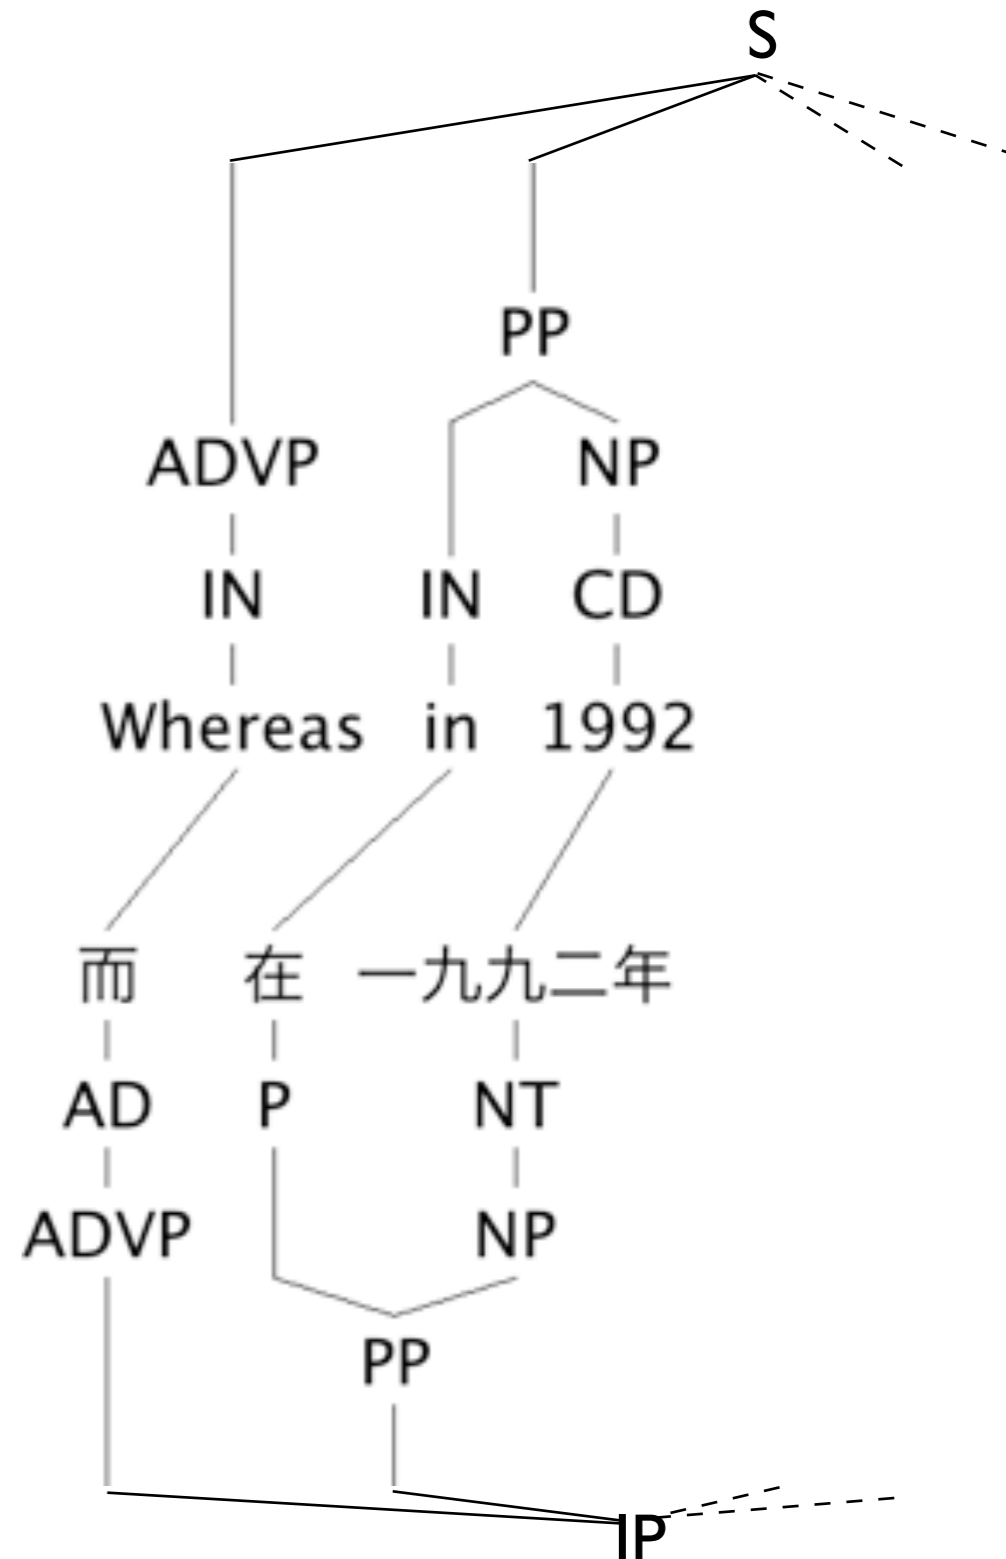 S
PP
ADVP NP
IN IN CD
Whereas in 1992
而 在 一九九二年
AD P NT
ADVP NP
PP
IP